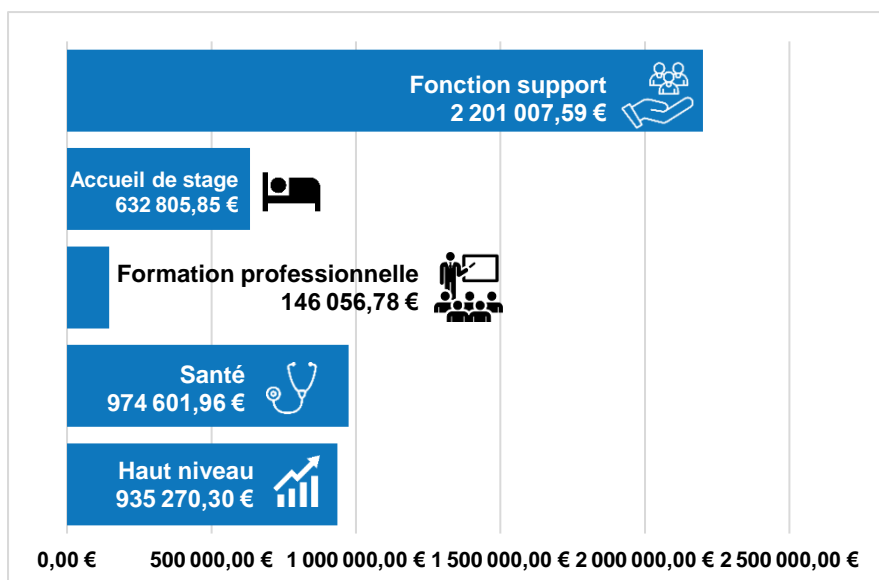 Fonction support
2 201 007,59 €
Accueil de stage
632 805,85 €
Formation professionnelle
146 056,78 €
Santé
974 601,96 €
Haut niveau
935 270,30 €
0,00 € 500 000,00 € 1 000 000,00 € 1 500 000,00 € 2 000 000,00 € 2 500 000,00 €